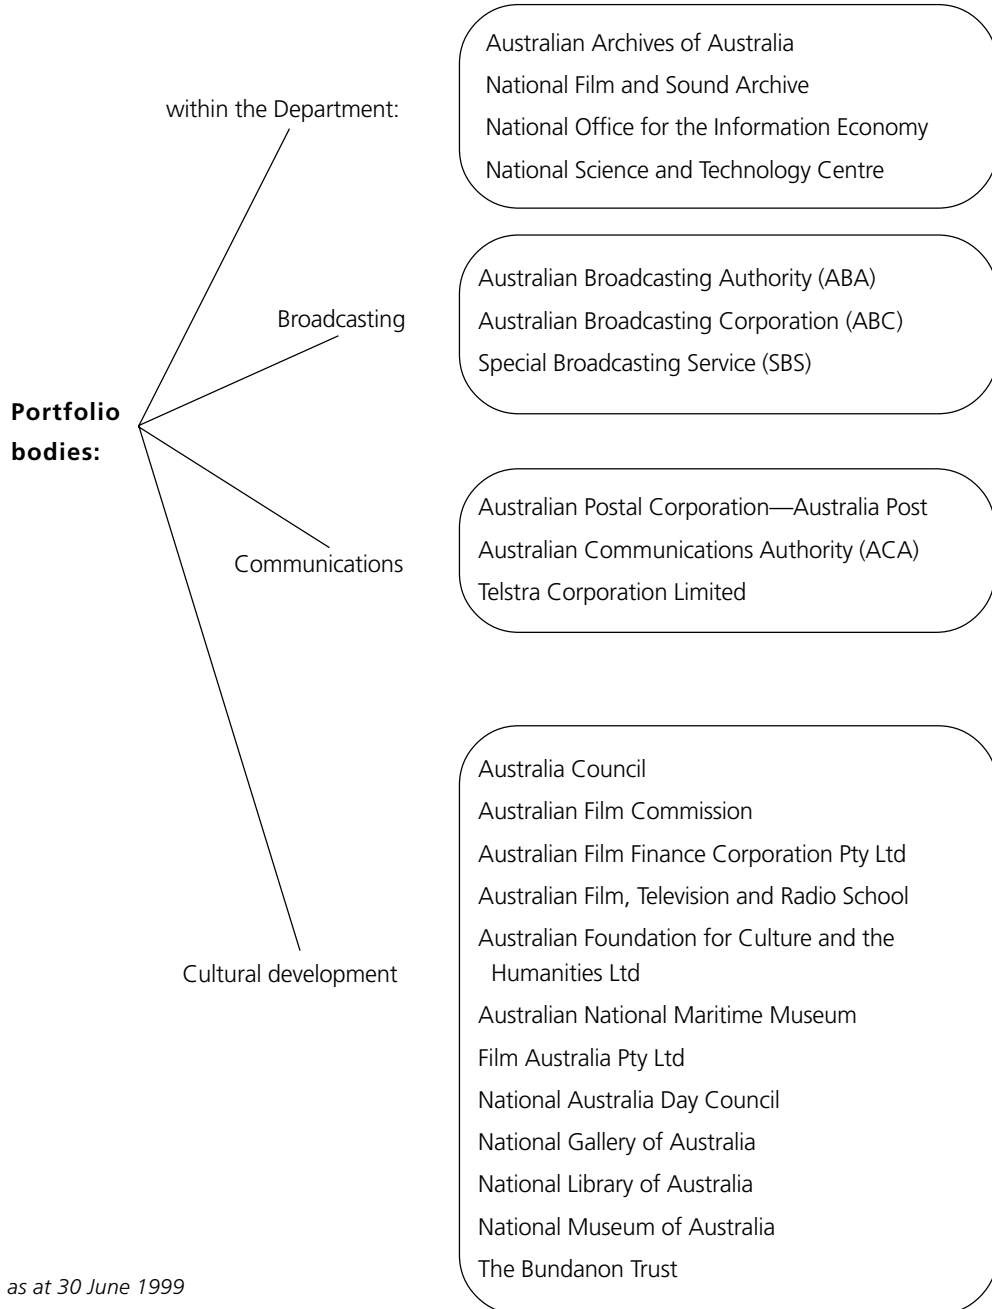 Portfolio
bodies:
within the Department:
Australian Archives of Australia
National Film and Sound Archive
National Office for the Information Economy
National Science and Technology Centre
Broadcasting
Australian Broadcasting Authority (ABA)
Australian Broadcasting Corporation (ABC)
Special Broadcasting Service (SBS)
Communications
Australian Postal Corporation—Australia Post
Australian Communications Authority (ACA)
Telstra Corporation Limited
Cultural development
Australia Council
Australian Film Commission
Australian Film Finance Corporation Pty Ltd
Australian Film, Television and Radio School
Australian Foundation for Culture and the
Humanities Ltd
Australian National Maritime Museum
Film Australia Pty Ltd
National Australia Day Council
National Gallery of Australia
National Library of Australia
National Museum of Australia
The Bundanon Trust
as at 30 June 1999